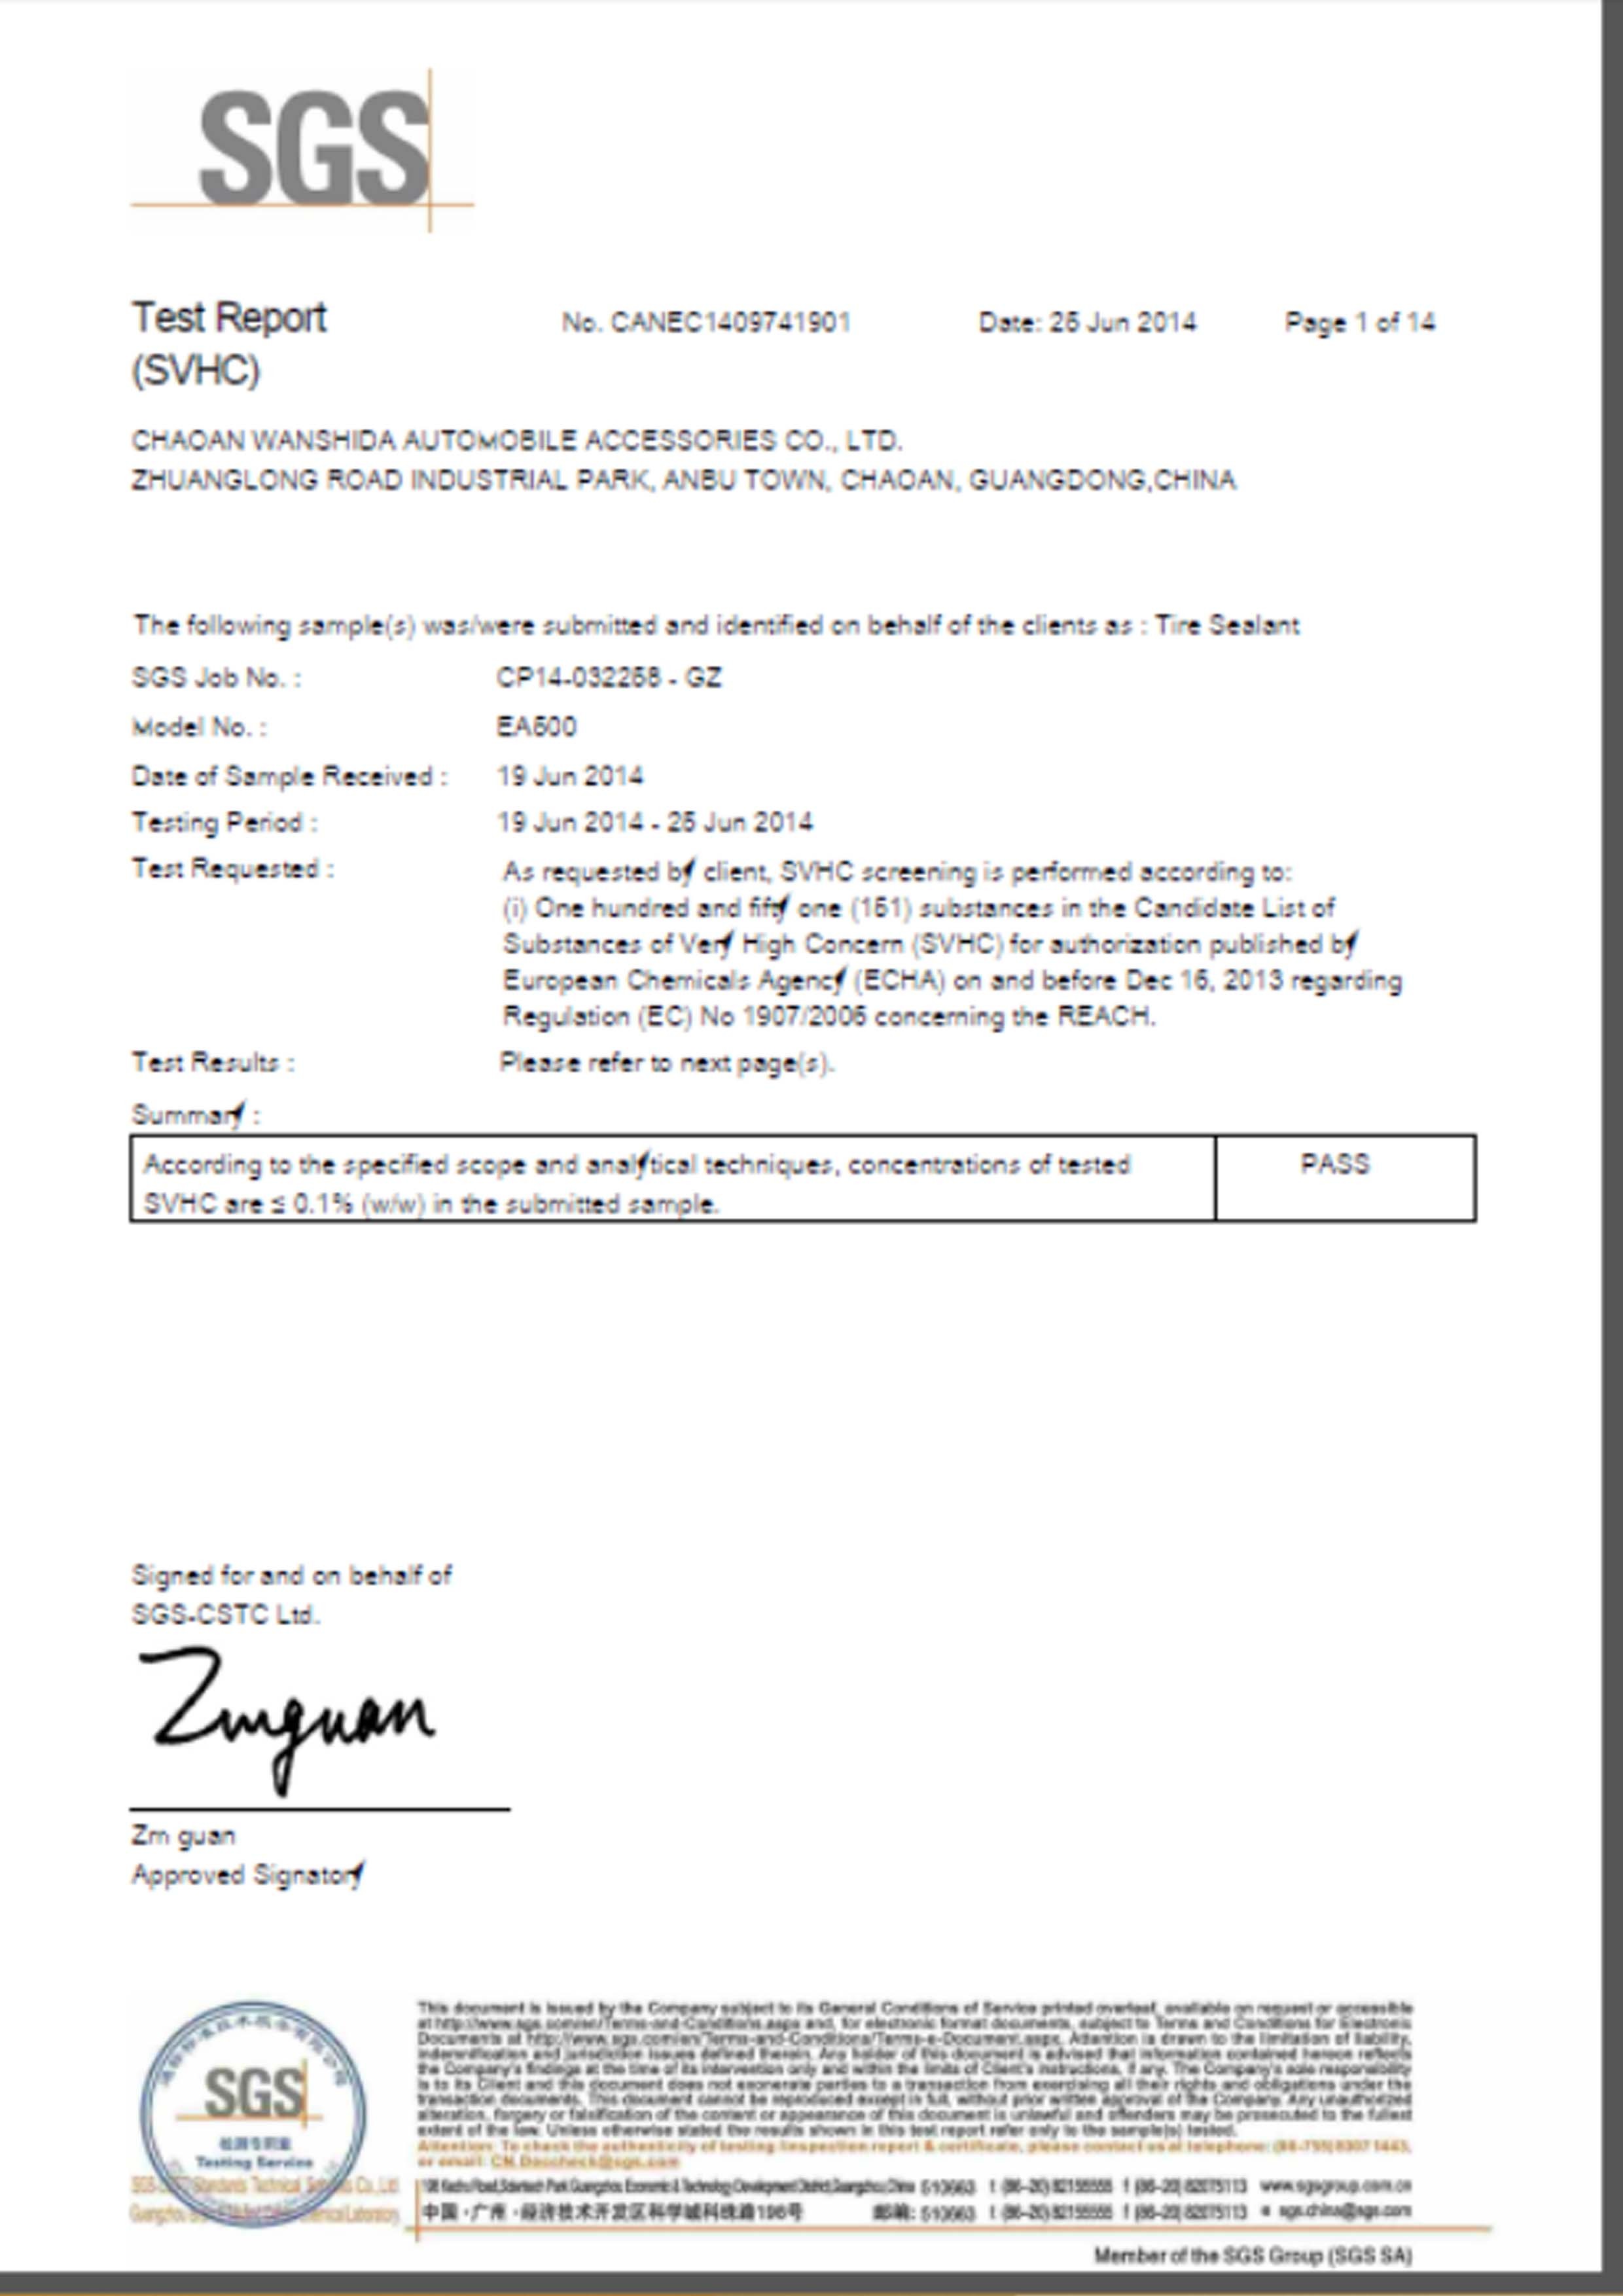 SGS
Test Report No. CANEC1409741901 Date: 25 Jun 2014 Page 1 of 14
(SVHC)
CHAOAN WANSHIDA AUTOMOBILE ACCESSORIES CO., LTD.
ZHUANGLONG ROAD INDUSTRIAL PARK, ANBU TOWN, CHAOAN, GUANGDONG,CHINA
The following sample(s) was/were submitted and identified on behalf of the clients as : Tire Sealant
SGS Job No. : CP14-032258 - GZ
Model No. : EA500
Date of Sample Received : 19 Jun 2014
Testing Period : 19 Jun 2014 - 25 Jun 2014
Test Requested : As requested by client, SVHC screening is performed according to:
(i) One hundred and fifty one (151) substances in the Candidate List of
Substances of Very High Concern (SVHC) for authorization published by
European Chemicals Agency (ECHA) on and before Dec 16, 2013 regarding
Regulation (EC) No 1907/2006 concerning the REACH.
Test Results : Please refer to next page(s).
Summary :
According to the specified scope and analytical techniques, concentrations of tested PASS
SVHC are ≤ 0.1% (w/w) in the submitted sample.
Signed for and on behalf of
SGS-CSTC Ltd.
Zmguan
Zm guan
Approved Signatory
This document is issued by the Company subject to its General Conditions of Service printed overleaf, available on request or accessible
at http://www.sgs.com/en/Terms-and-Conditions.aspx and, for electronic format documents, subject to Terms and Conditions for Electronic
Documents at http://www.sgs.com/en/Terms-and-Conditions/Terms-e-Document.aspx. Attention is drawn to the limitation of liability,
indemnification and jurisdiction issues defined therein. Any holder of this document is advised that information contained hereon reflects
the Company's findings at the time of its intervention only and within the limits of Client's instructions, if any. The Company's sole responsibility
is to its Client and this document does not exonerate parties to a transaction from exercising all their rights and obligations under the
transaction documents. This document cannot be reproduced except in full, without prior written approval of the Company. Any unauthorized
alteration, forgery or falsification of the content or appearance of this document is unlawful and offenders may be prosecuted to the fullest
extent of the law. Unless otherwise stated the results shown in this test report refer only to the sample(s) tested.
Attention: To check the authenticity of testing /inspection report & certificate, please contact us at telephone: (86-755) 8307 1443,
or email: CN.Doccheck@sgs.com
SGS
检测专用章
Testing Service
198 Kezhu Road,Scientech Park Guangzhou Economic & Technology Development District,Guangzhou,China 510663 t (86-20) 82155555 f (86-20) 82075113 www.sgsgroup.com.cn
中国 ·广州 ·经济技术开发区科学城科珠路198号 邮编: 510663 t (86-20) 82155555 f (86-20) 82075113 e sgs.china@sgs.com
Member of the SGS Group (SGS SA)